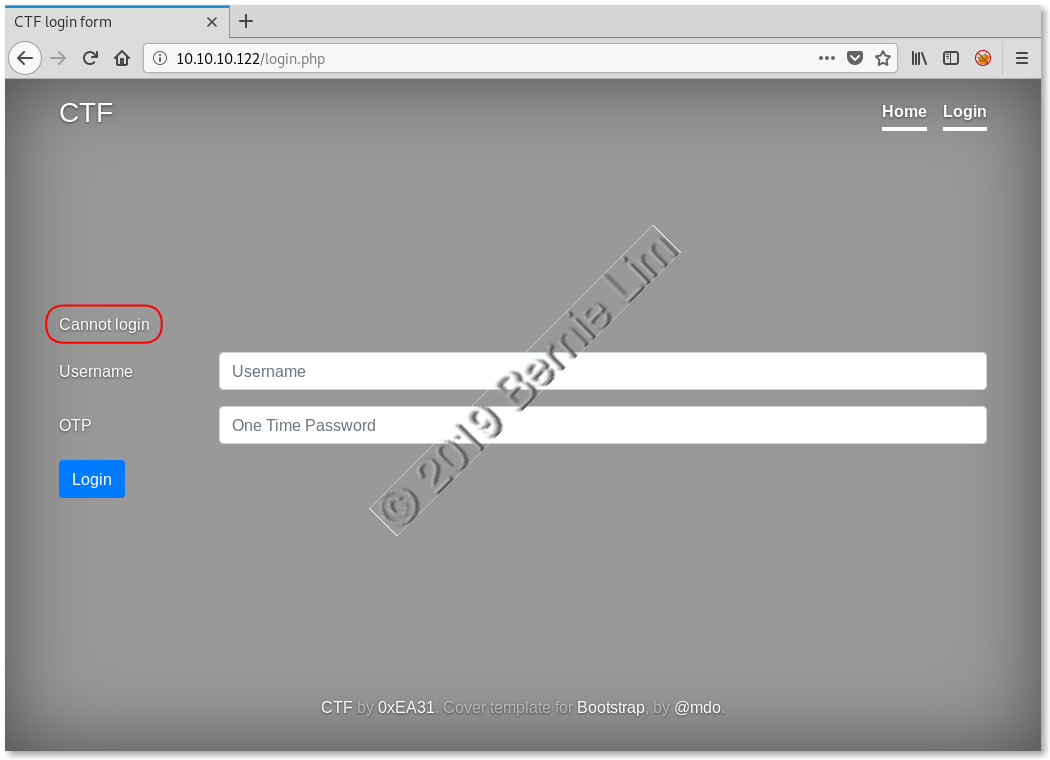 CTF login form
10.10.10.122/login.php
CTF
Home
Login
Cannot login
Username
Username
OTP
One Time Password
Login
© 2019 Bernie Lim
CTF by 0xEA31. Cover template for Bootstrap, by @mdo.